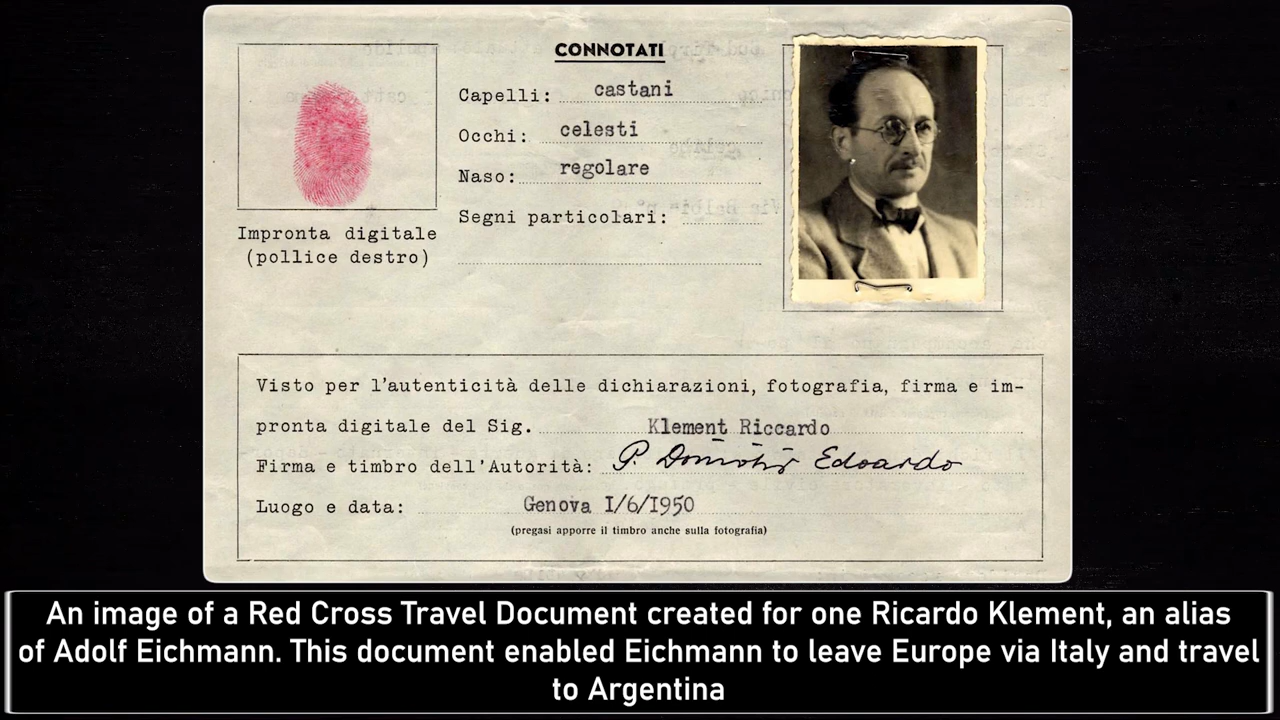 CONNOTATI
Capelli: castani
Occhi: celesti
Naso: regolare
Segni particolari:
Impronta digitale
(pollice destro)
Visto per l'autenticità delle dichiarazioni, fotografia, firma e im-
pronta digitale del Sig. Klement Riccardo
Firma e timbro dell'Autorità: P. Edoardo
Luogo e data: Genova I/6/1950
(pregasi apporre il timbro anche sulla fotografia)
An image of a Red Cross Travel Document created for one Ricardo Klement, an alias
of Adolf Eichmann. This document enabled Eichmann to leave Europe via Italy and travel
to Argentina